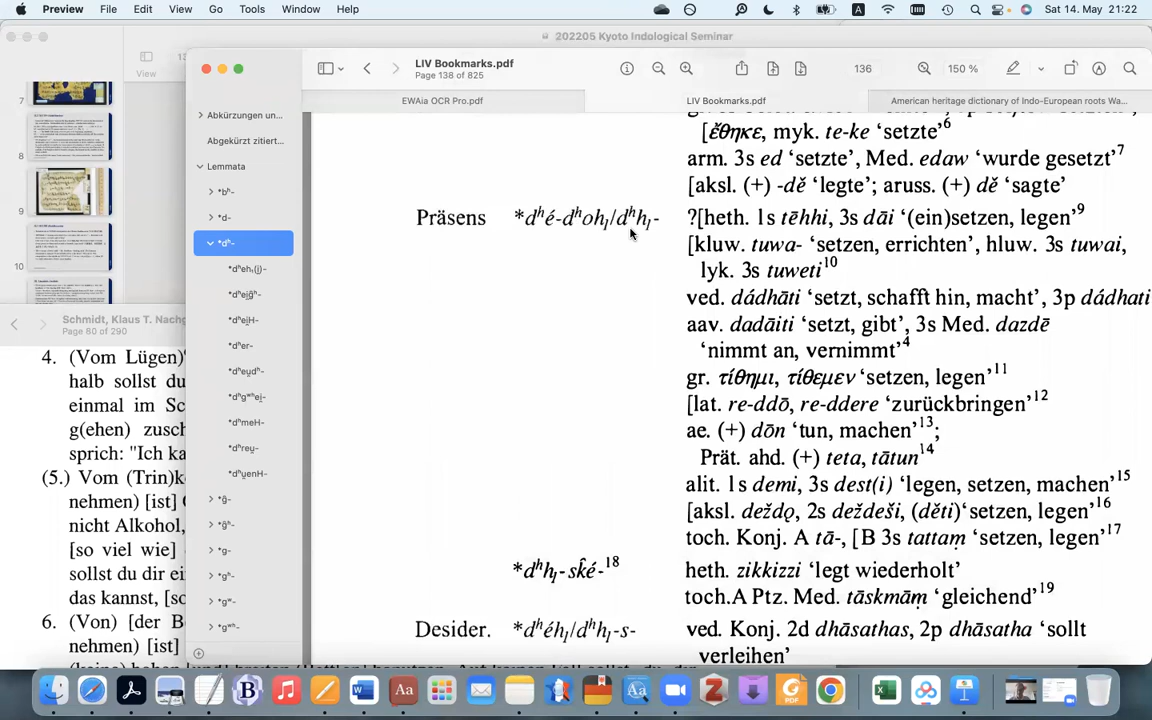 Preview File Edit View Go Tools Window Help
Sat 14. May 21:22
202205 Kyoto Indological Seminar
View
7
8
9
10
LIV Bookmarks.pdf
Page 138 of 825
136
150 %
EWAia OCR Pro.pdf
LIV Bookmarks.pdf
American heritage dictionary of Indo-European roots Wa...
Abkürzungen un...
Abgekürzt zitiert...
Lemmata
*bʰ-
*d-
*dʰ-
*dʰeh₁(i̯)-
*dʰei̯g̑ʰ-
*dʰei̯H-
*dʰer-
*dʰeu̯dʰ-
*dʰgʷʰei̯-
*dʰmeH-
*dʰreu̯-
*dʰu̯enH-
*g̑-
*g̑ʰ-
*g-
*gʰ-
*gʷ-
*gʷʰ-
Schmidt, Klaus T. Nachg
Page 80 of 290
4. (Vom Lügen)
halb sollst du
einmal im Sc
g(ehen) zusch
sprich: "Ich ka
(5.) Vom (Trin)k
nehmen) [ist]
nicht Alkohol,
[so viel wie]
sollst du dir ei
das kannst, [so
6. (Von) [der B
nehmen) [ist]
[ἔθηκε, myk. te-ke ‘setzte’⁶
arm. 3s ed ‘setzte’, Med. edaw ‘wurde gesetzt’⁷
[aksl. (+) -dě ‘legte’; aruss. (+) dě ‘sagte
Präsens *dʰé-dʰoh₁/dʰh₁- ?[heth. 1s tēhhi, 3s dāi ‘(ein)setzen, legen’⁹
[kluw. tuwa- ‘setzen, errichten’, hluw. 3s tuwai,
lyk. 3s tuweti¹⁰
ved. dádhāti ‘setzt, schafft hin, macht’, 3p dádhati
aav. dadāiti ‘setzt, gibt’, 3s Med. dazdē
‘nimmt an, vernimmt’⁴
gr. τίθημι, τίθεμεν ‘setzen, legen’¹¹
[lat. re-ddō, re-ddere ‘zurückbringen’¹²
ae. (+) dōn ‘tun, machen’¹³;
Prät. ahd. (+) teta, tātun¹⁴
alit. 1s demi, 3s dest(i) ‘legen, setzen, machen’¹⁵
[aksl. deždǫ, 2s deždeši, (děti)‘setzen, legen’¹⁶
toch. Konj. A tā-, [B 3s tattaṃ ‘setzen, legen’¹⁷
*dʰh₁-sk̑é-¹⁸ heth. zikkizzi ‘legt wiederholt’
toch.A Ptz. Med. tāskmāṃ ‘gleichend’¹⁹
Desider. *dʰéh₁/dʰh₁-s- ved. Konj. 2d dhāsathas, 2p dhāsatha ‘sollt
verleihen’